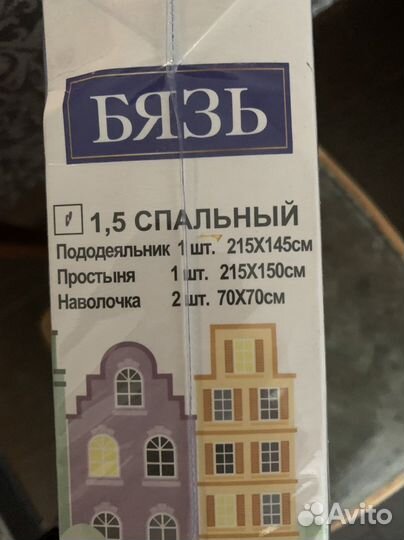 БЯЗЬ
1,5 СПАЛЬНЫЙ
Пододеяльник 1 шт. 215Х145см
Простыня 1 шт. 215Х150см
Наволочка 2 шт. 70Х70см
Avito